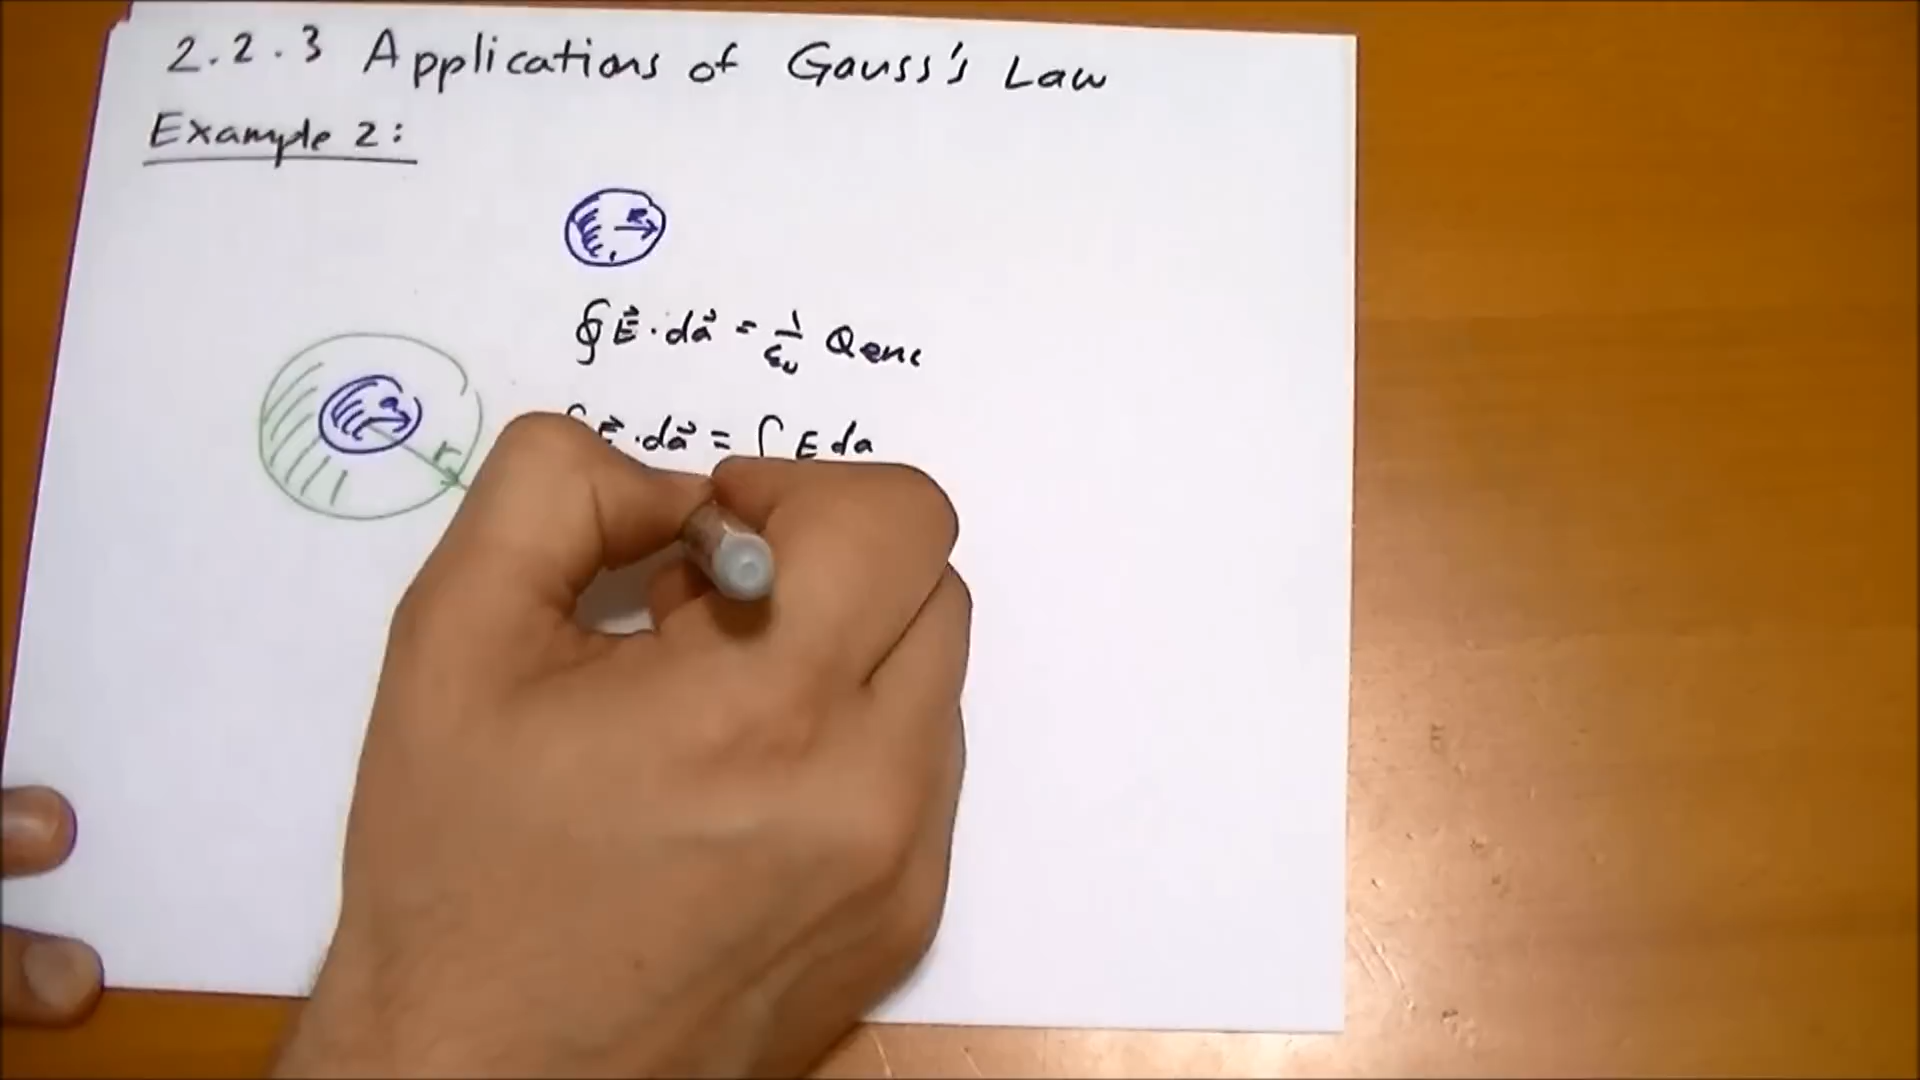 2.2.3 Applications of Gauss's Law
Example 2:
R
∮ E⃗ · da⃗ = 1/ε₀ Qenc
R
r
∫ E⃗ · da⃗ = ∫ E da